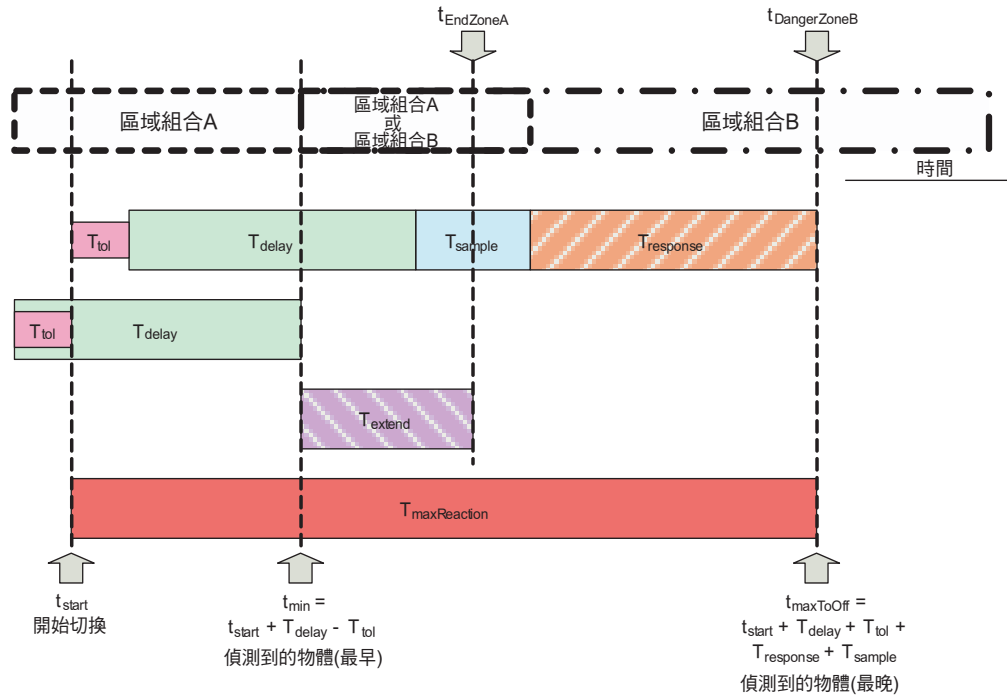 tEndZoneA
tDangerZoneB
區域組合A
區域組合A
或
區域組合B
區域組合B
時間
Ttol
Tdelay
Tsample
Tresponse
Ttol
Tdelay
Textend
TmaxReaction
tstart
開始切換
tmin =
tstart + Tdelay - Ttol
偵測到的物體(最早)
tmaxToOff =
tstart + Tdelay + Ttol +
Tresponse + Tsample
偵測到的物體(最晚)